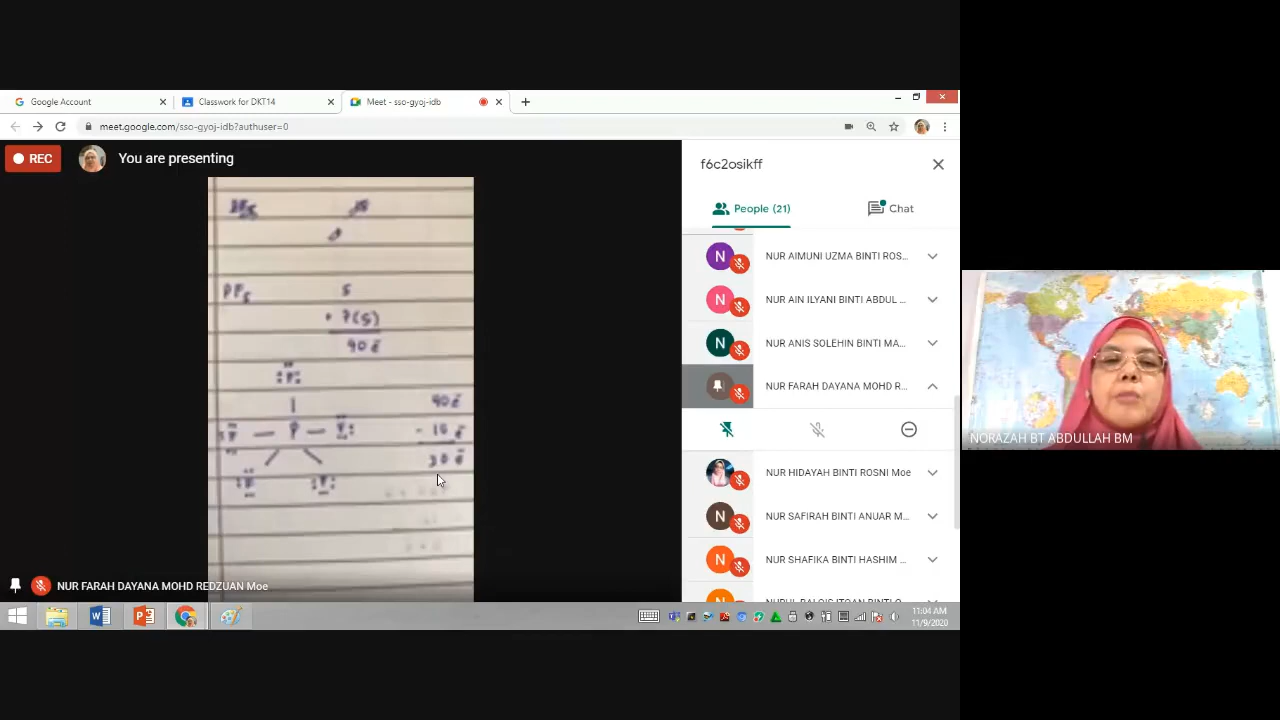 Google Account
Classwork for DKT14
Meet - sso-gyoj-idb
meet.google.com/sso-gyoj-idb?authuser=0
REC
You are presenting
f6c2osikff
People (21)
Chat
NUR AIMUNI UZMA BINTI ROS...
NUR AIN ILYANI BINTI ABDUL ...
NUR ANIS SOLEHIN BINTI MA...
NUR FARAH DAYANA MOHD R...
NUR HIDAYAH BINTI ROSNI Moe
NUR SAFIRAH BINTI ANUAR M...
NUR SHAFIKA BINTI HASHIM ...
PF5 5
+ 7(5)
40 e
40 e
- 10 e
30 e
NUR FARAH DAYANA MOHD REDZUAN Moe
NORAZAH BT ABDULLAH BM
11:04 AM
11/9/2020